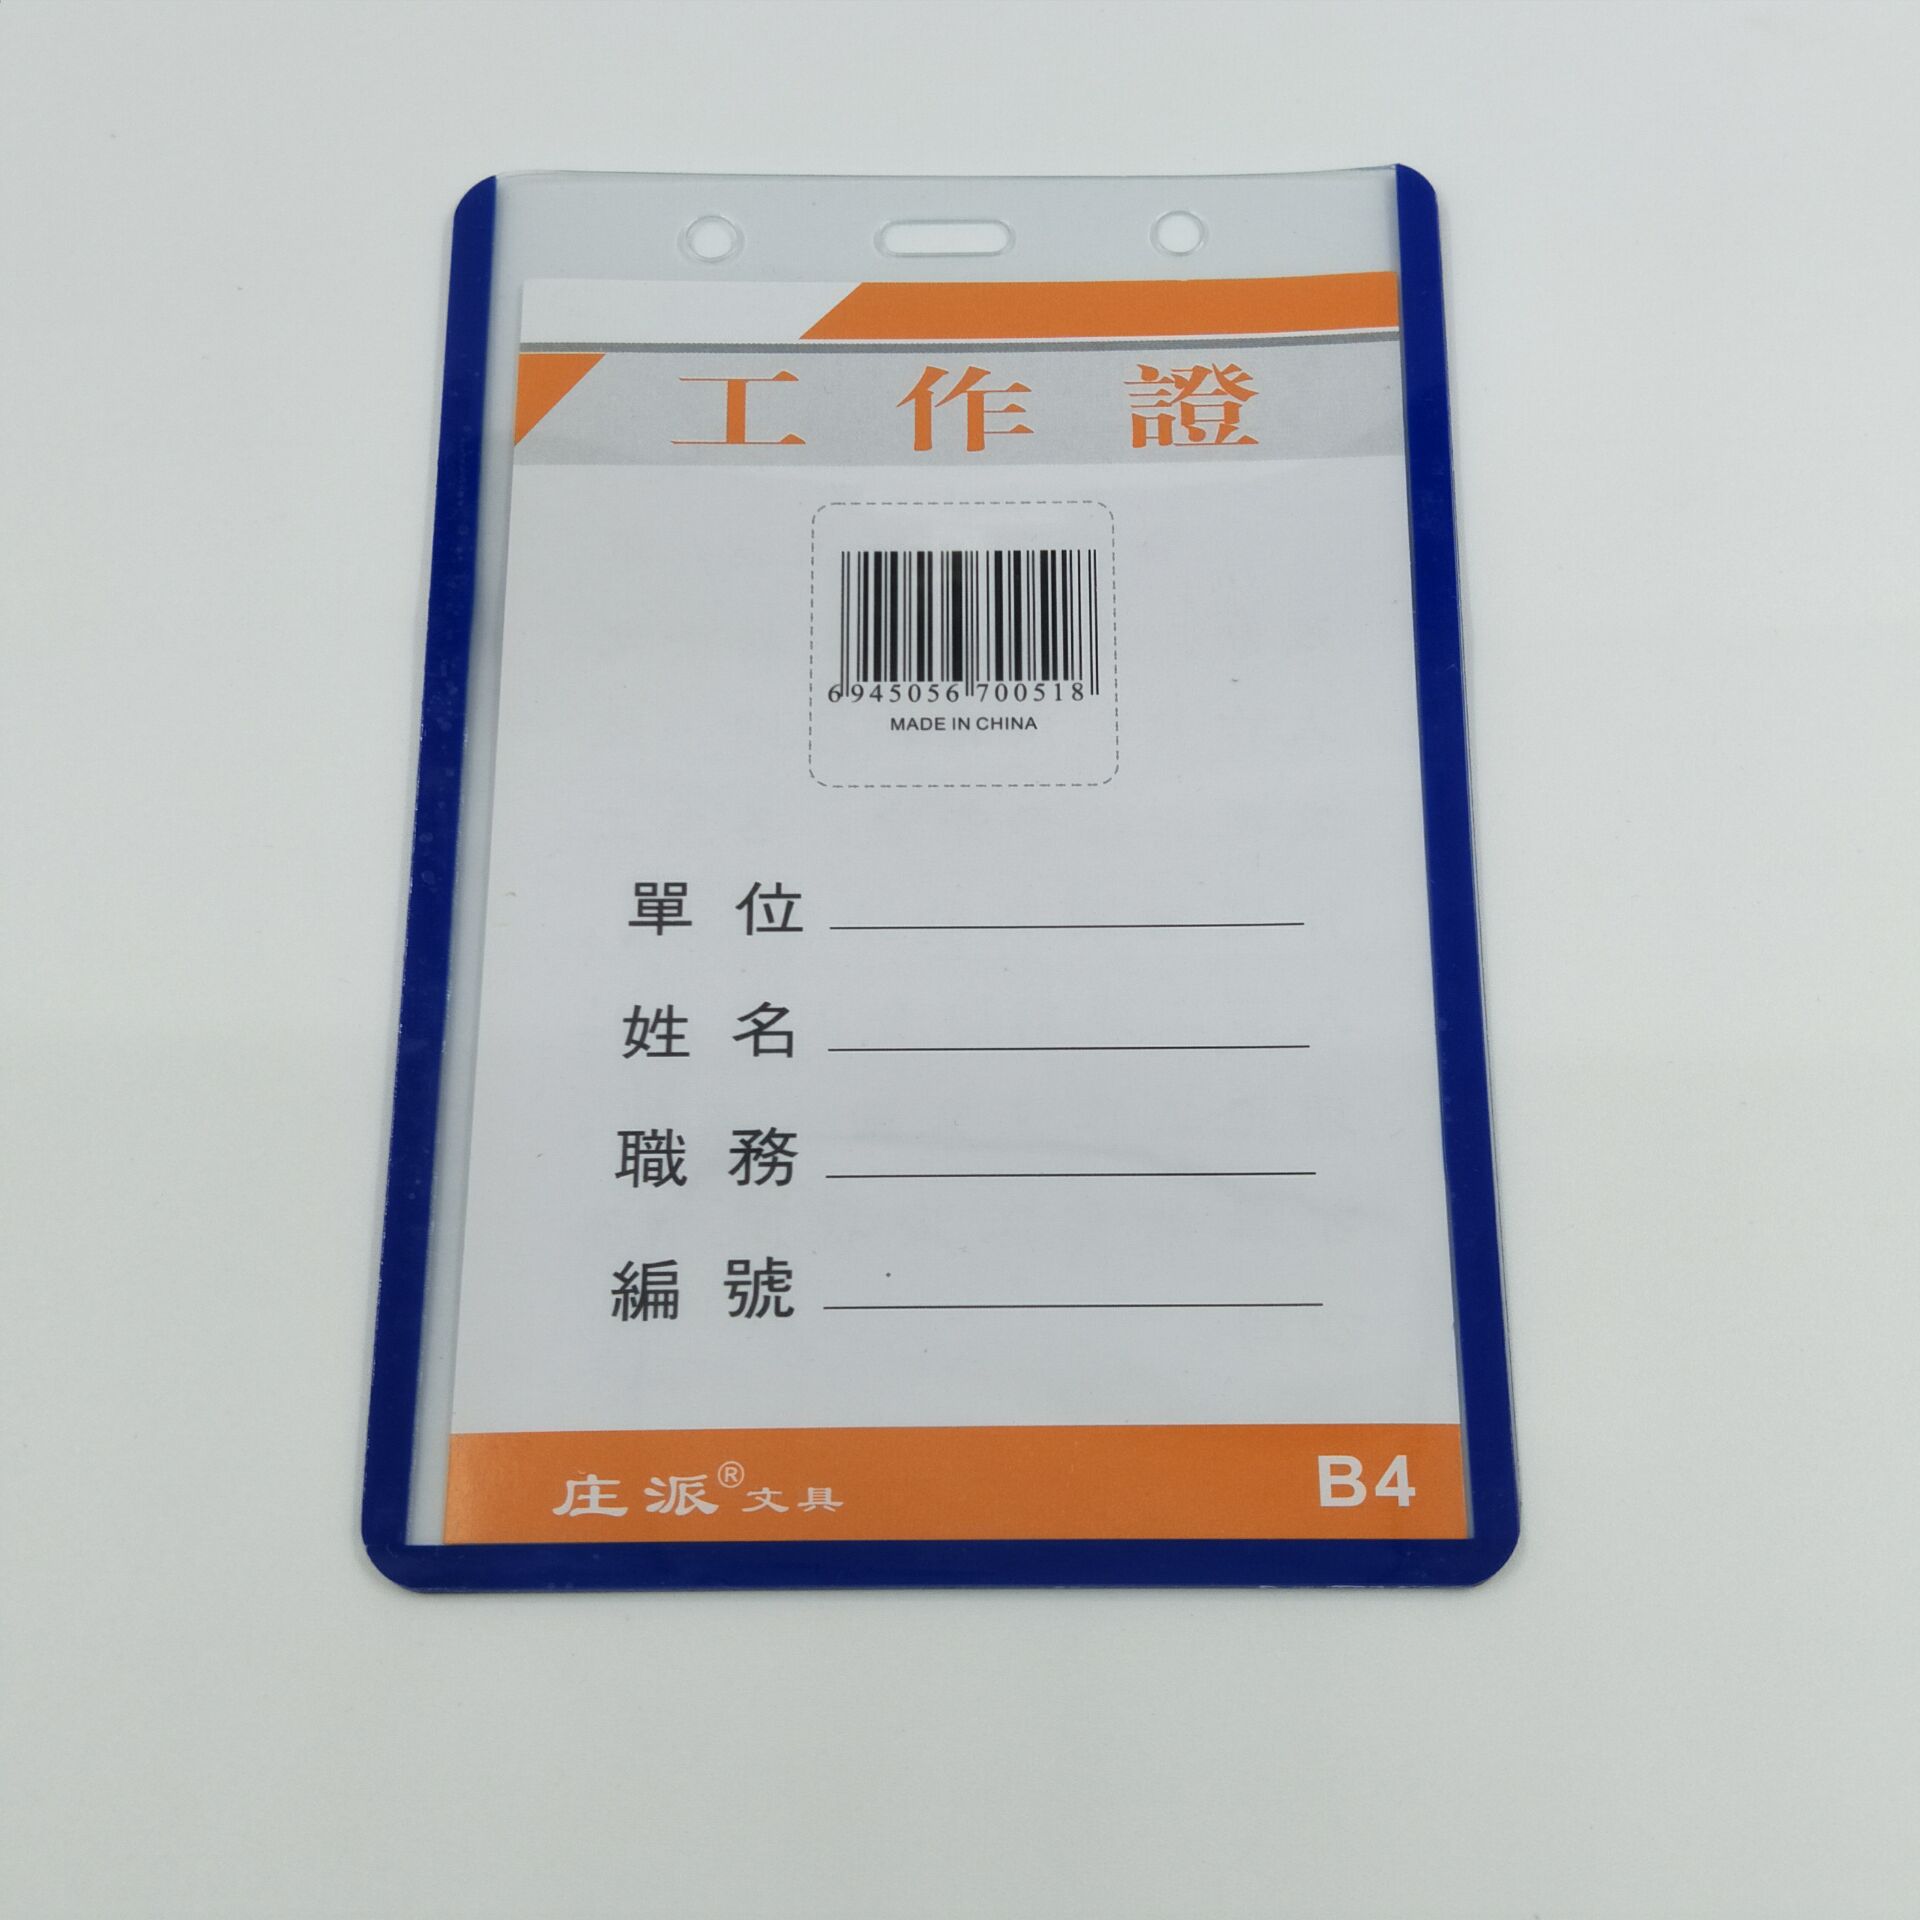 工作證
6945056700518
MADE IN CHINA
單位
姓名
職務
編號
庄派®文具
B4